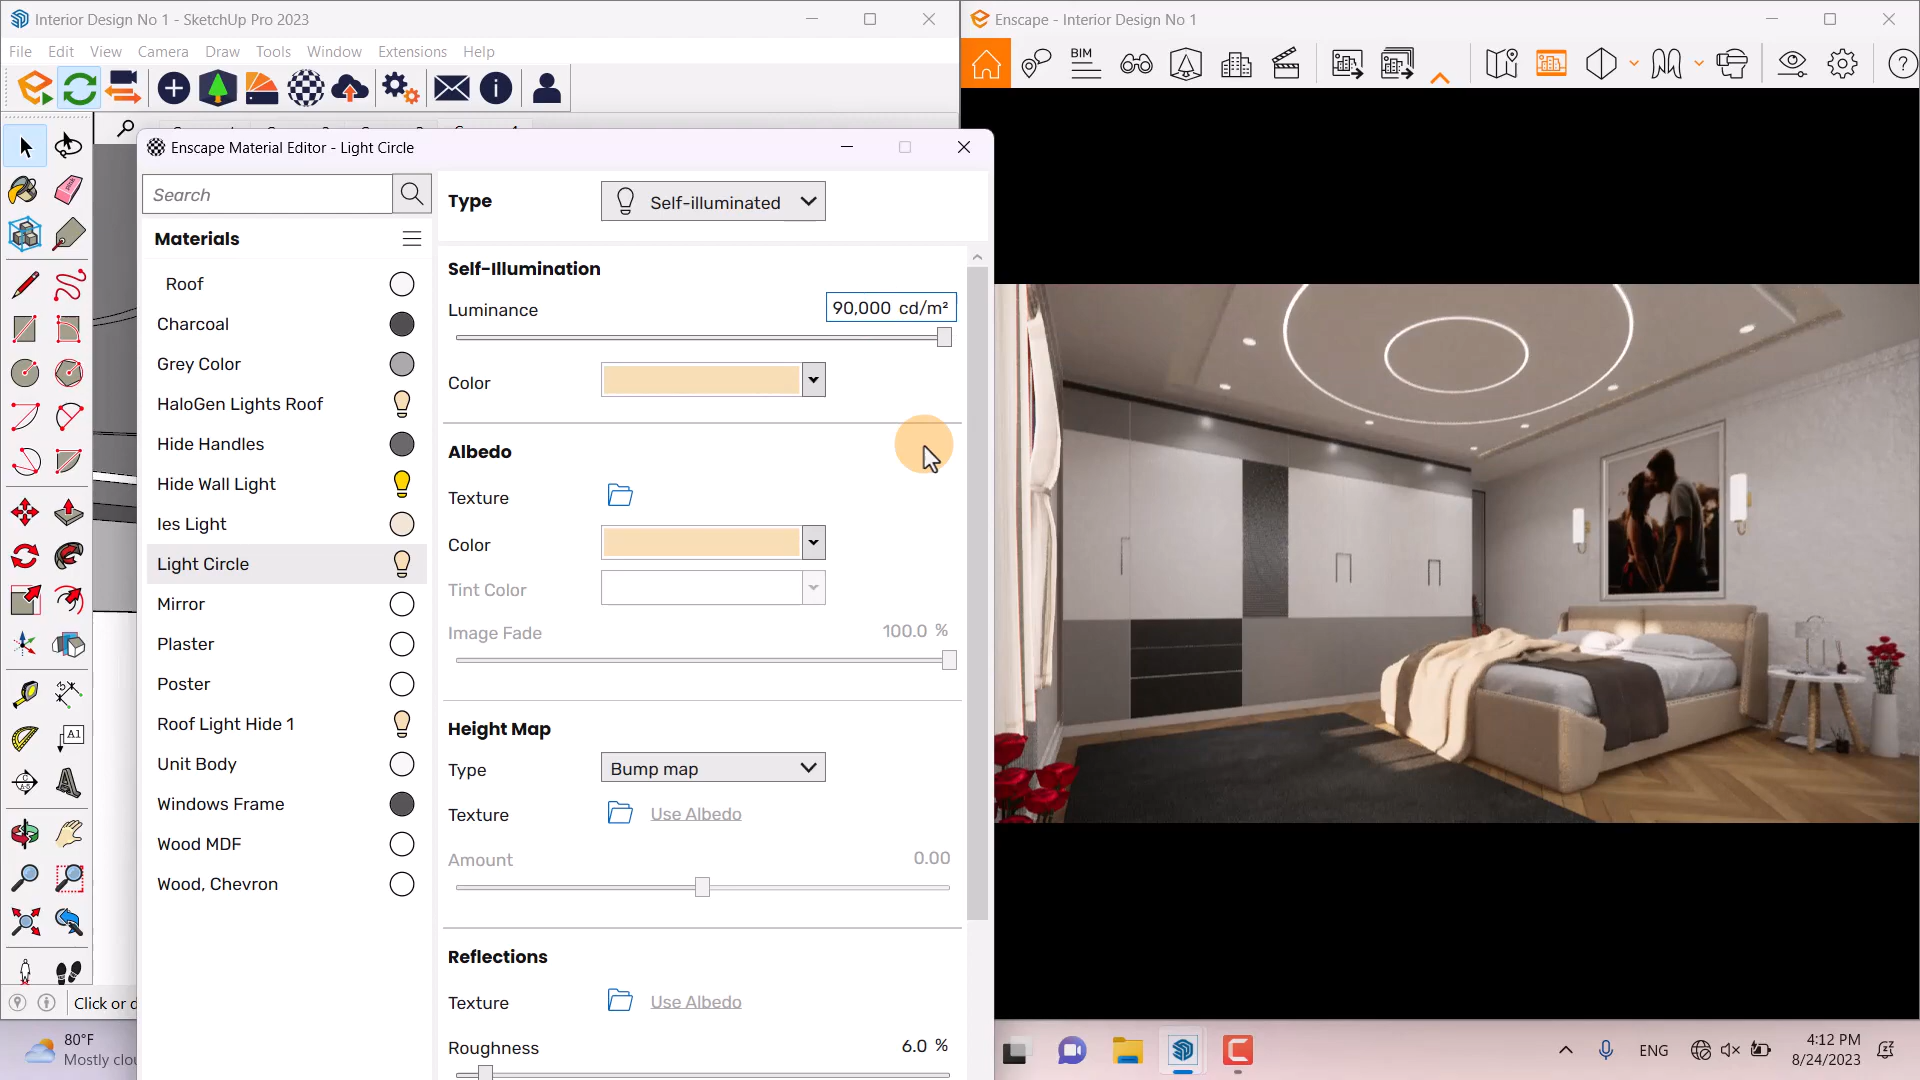 Interior Design No 1 - SketchUp Pro 2023
File Edit View Camera Draw Tools Window Extensions Help
Enscape - Interior Design No 1
BIM
Enscape Material Editor - Light Circle
Search
Materials
Roof
Charcoal
Grey Color
HaloGen Lights Roof
Hide Handles
Hide Wall Light
Ies Light
Light Circle
Mirror
Plaster
Poster
Roof Light Hide 1
Unit Body
Windows Frame
Wood MDF
Wood, Chevron
Type Self-illuminated
Self-Illumination
Luminance 90,000 cd/m²
Color
Albedo
Texture
Color
Tint Color
Image Fade 100.0 %
Height Map
Type Bump map
Texture Use Albedo
Amount 0.00
Reflections
Texture Use Albedo
Roughness 6.0 %
A1
Click or d
80°F
Mostly clou
ENG
4:12 PM
8/24/2023